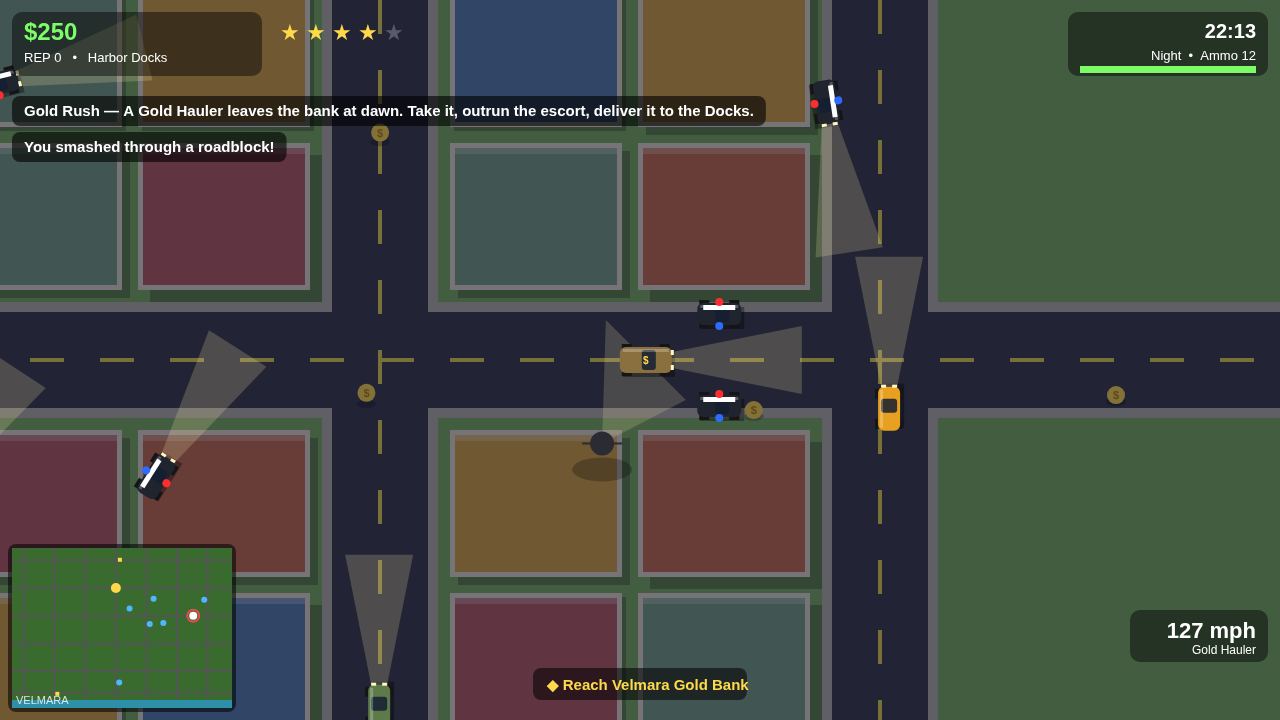 $250
REP 0 • Harbor Docks
★ ★ ★ ★ ★
22:13
Night • Ammo 12
Gold Rush — A Gold Hauler leaves the bank at dawn. Take it, outrun the escort, deliver it to the Docks.
You smashed through a roadblock!
$
$
$
$
$
127 mph
Gold Hauler
◆ Reach Velmara Gold Bank
VELMARA